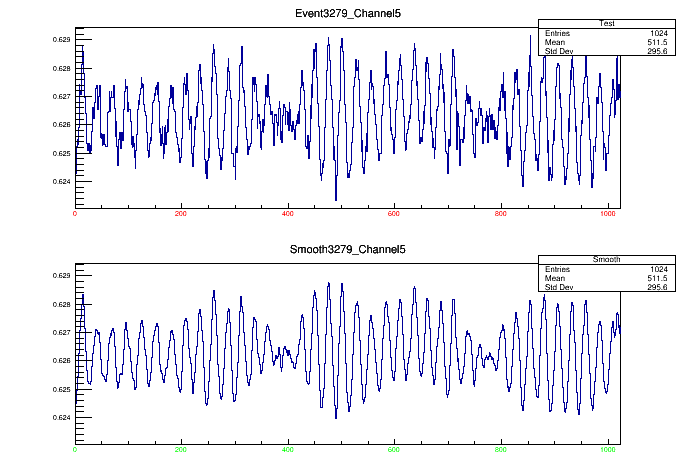 Event3279_Channel5
Test
Entries 1024
Mean 511.5
Std Dev 295.6
0.629
0.628
0.627
0.626
0.625
0.624
0 200 400 600 800 1000
Smooth3279_Channel5
Smooth
Entries 1024
Mean 511.5
Std Dev 295.6
0.629
0.628
0.627
0.626
0.625
0.624
0 200 400 600 800 1000